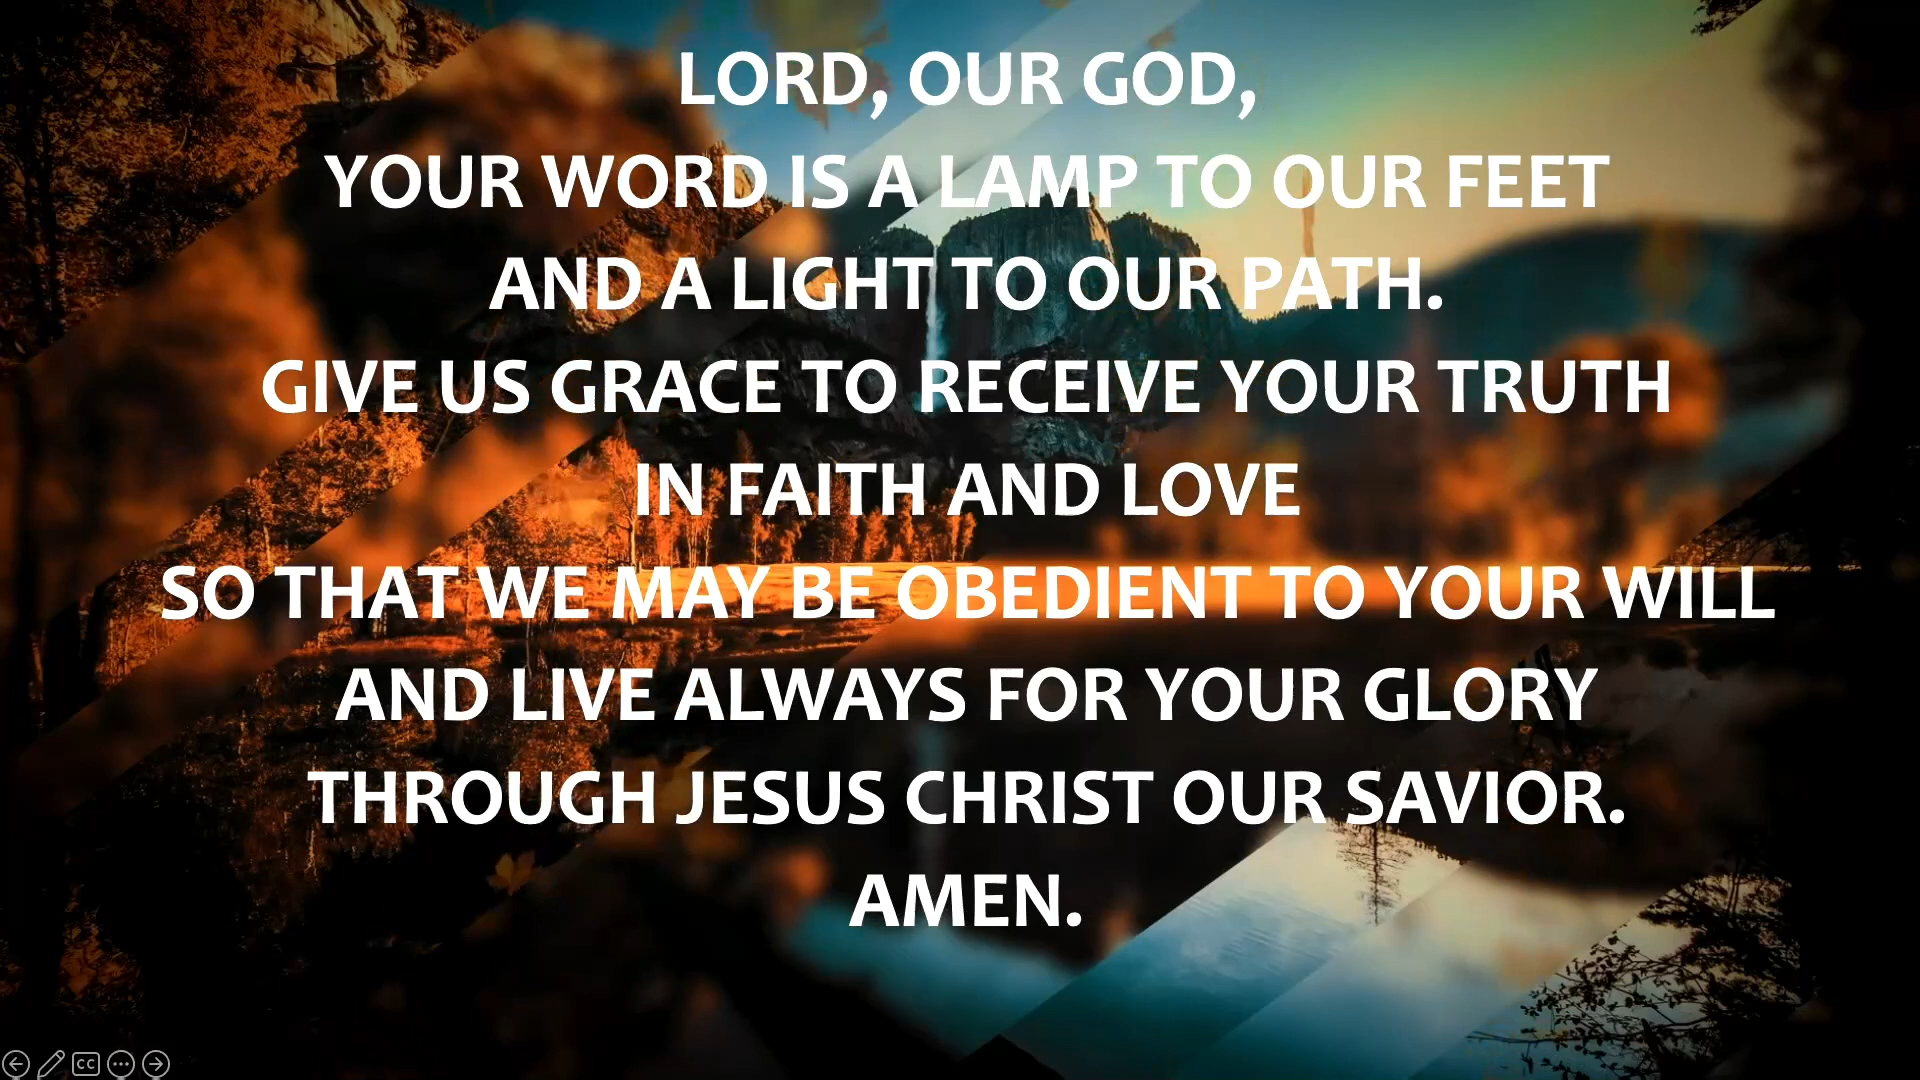 LORD, OUR GOD,
YOUR WORD IS A LAMP TO OUR FEET
AND A LIGHT TO OUR PATH.
GIVE US GRACE TO RECEIVE YOUR TRUTH
IN FAITH AND LOVE
SO THAT WE MAY BE OBEDIENT TO YOUR WILL
AND LIVE ALWAYS FOR YOUR GLORY
THROUGH JESUS CHRIST OUR SAVIOR.
AMEN.
CC